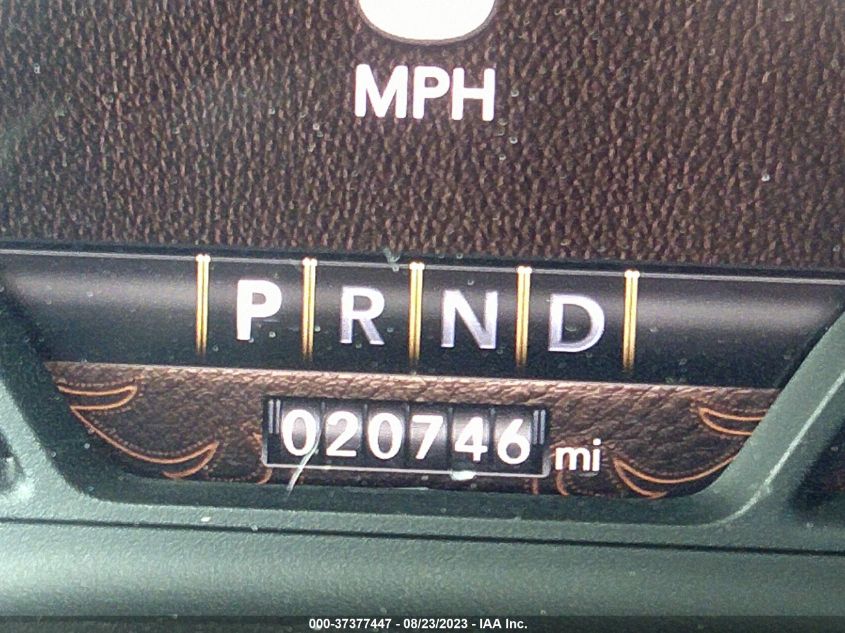 MPH
P R N D
020746 mi
000-37377447 - 08/23/2023 - IAA Inc.